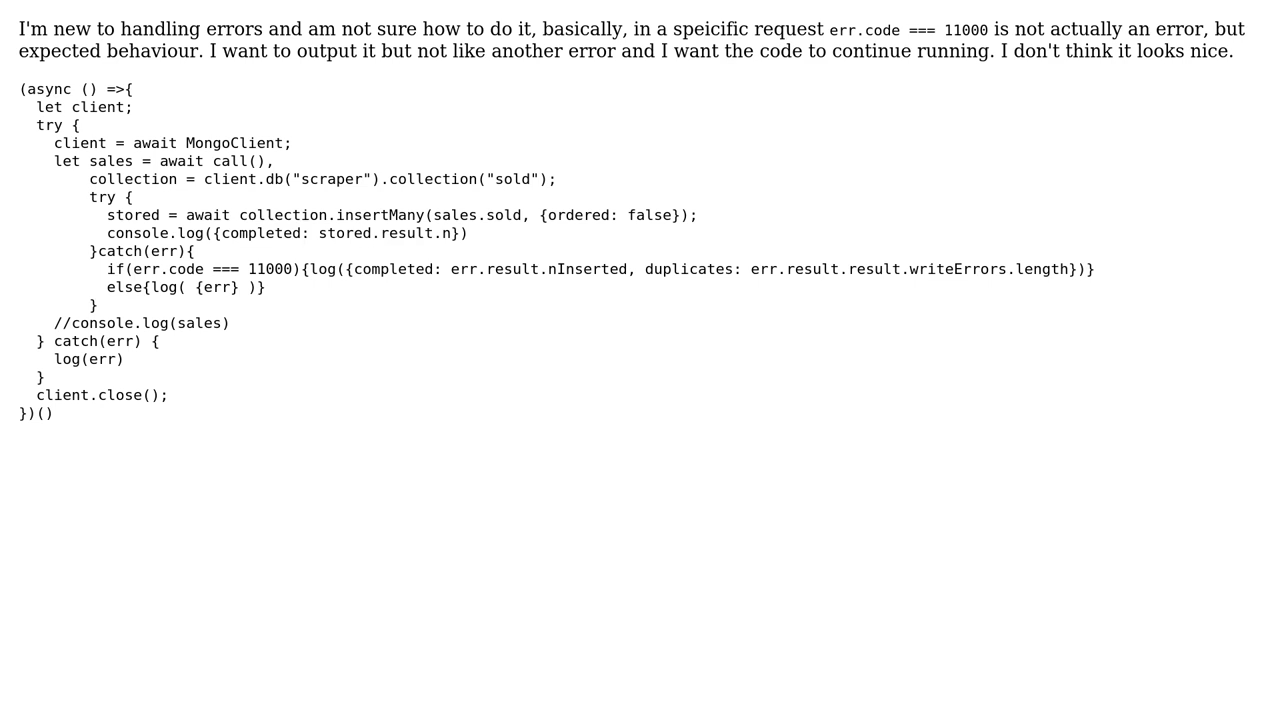 I'm new to handling errors and am not sure how to do it, basically, in a speicific request err.code === 11000 is not actually an error, but
expected behaviour. I want to output it but not like another error and I want the code to continue running. I don't think it looks nice.
(async () =>{
  let client;
  try {
    client = await MongoClient;
    let sales = await call(),
        collection = client.db("scraper").collection("sold");
        try {
          stored = await collection.insertMany(sales.sold, {ordered: false});
          console.log({completed: stored.result.n})
        }catch(err){
          if(err.code === 11000){log({completed: err.result.nInserted, duplicates: err.result.result.writeErrors.length})}
          else{log( {err} )}
        }
    //console.log(sales)
  } catch(err) {
    log(err)
  }
  client.close();
})()